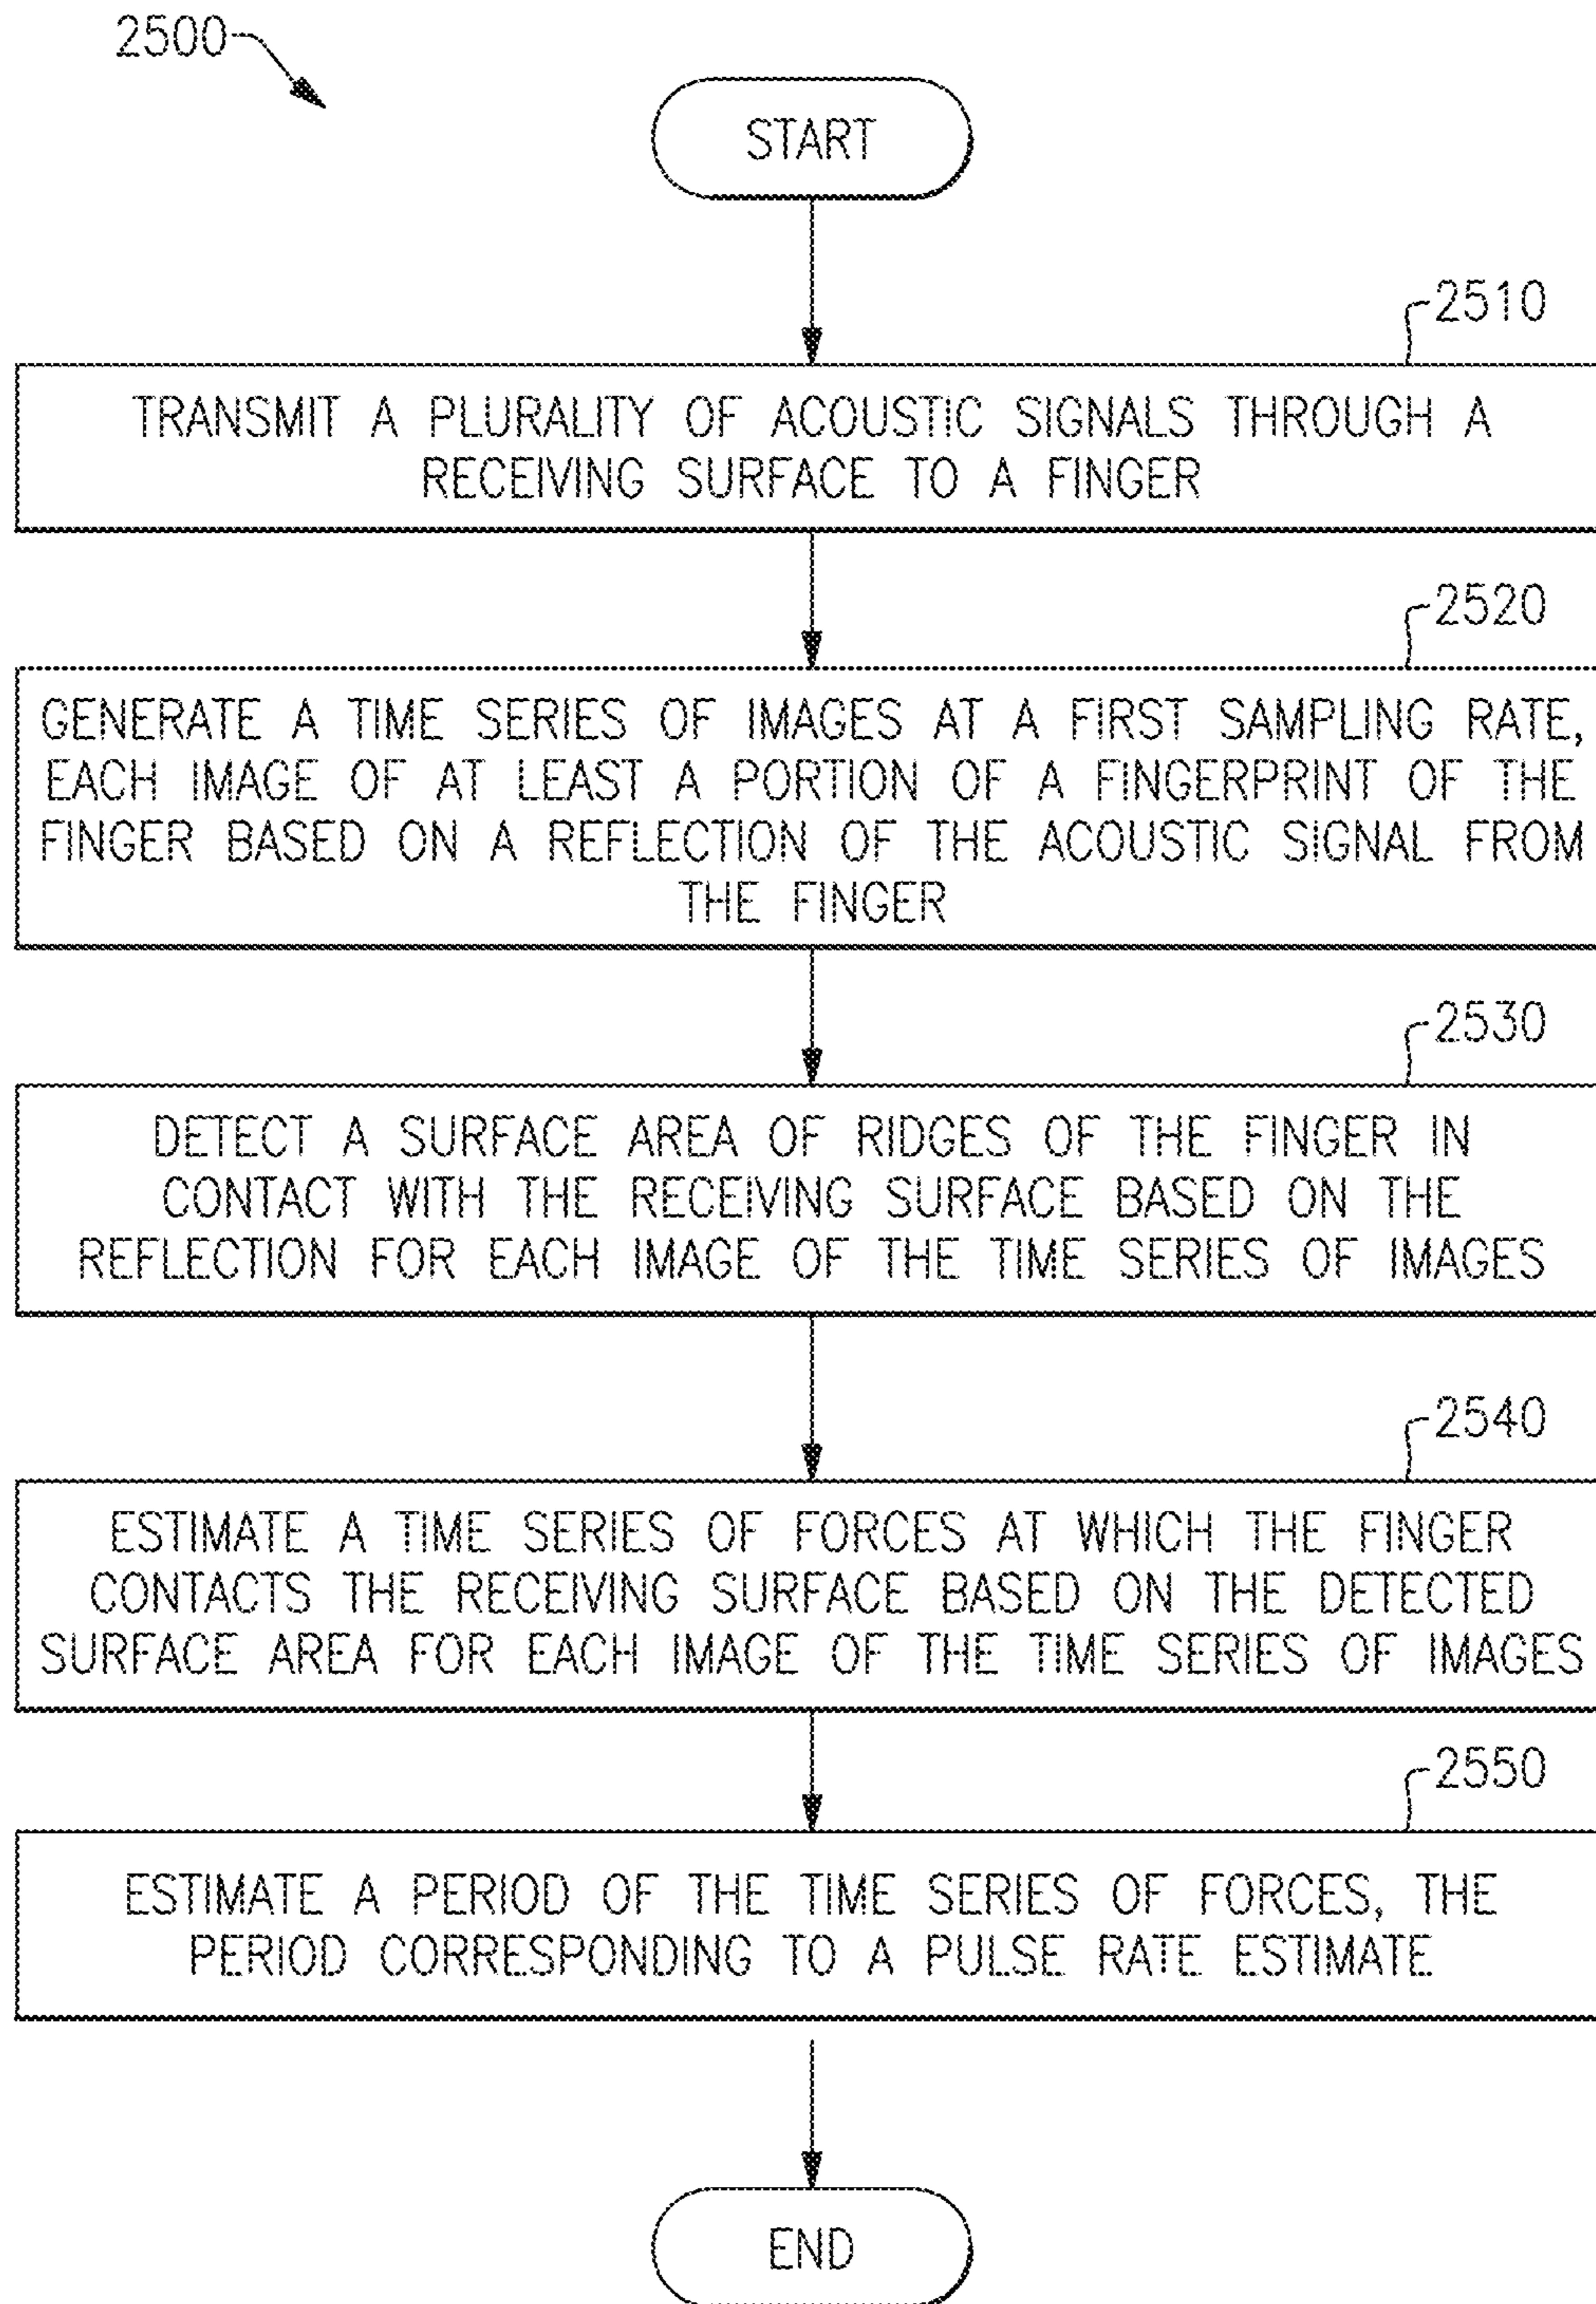 2500
START
2510
TRANSMIT A PLURALITY OF ACOUSTIC SIGNALS THROUGH A
RECEIVING SURFACE TO A FINGER
2520
GENERATE A TIME SERIES OF IMAGES AT A FIRST SAMPLING RATE,
EACH IMAGE OF AT LEAST A PORTION OF A FINGERPRINT OF THE
FINGER BASED ON A REFLECTION OF THE ACOUSTIC SIGNAL FROM
THE FINGER
2530
DETECT A SURFACE AREA OF RIDGES OF THE FINGER IN
CONTACT WITH THE RECEIVING SURFACE BASED ON THE
REFLECTION FOR EACH IMAGE OF THE TIME SERIES OF IMAGES
2540
ESTIMATE A TIME SERIES OF FORCES AT WHICH THE FINGER
CONTACTS THE RECEIVING SURFACE BASED ON THE DETECTED
SURFACE AREA FOR EACH IMAGE OF THE TIME SERIES OF IMAGES
2550
ESTIMATE A PERIOD OF THE TIME SERIES OF FORCES, THE
PERIOD CORRESPONDING TO A PULSE RATE ESTIMATE
END